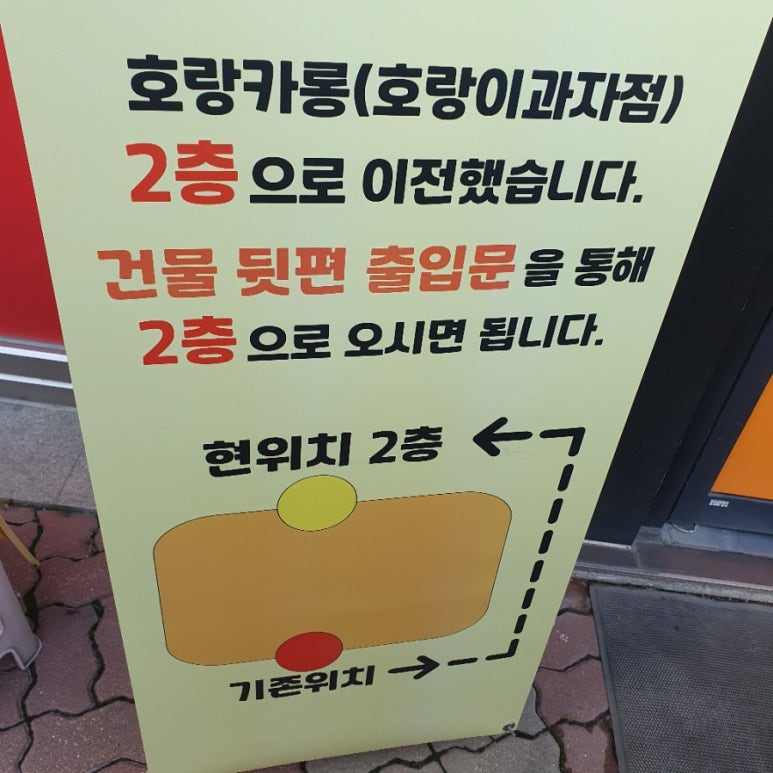 호랑카롱(호랑이과자점)
2층으로 이전했습니다.
건물 뒷편 출입문을 통해
2층으로 오시면 됩니다.
현위치 2층
기존위치